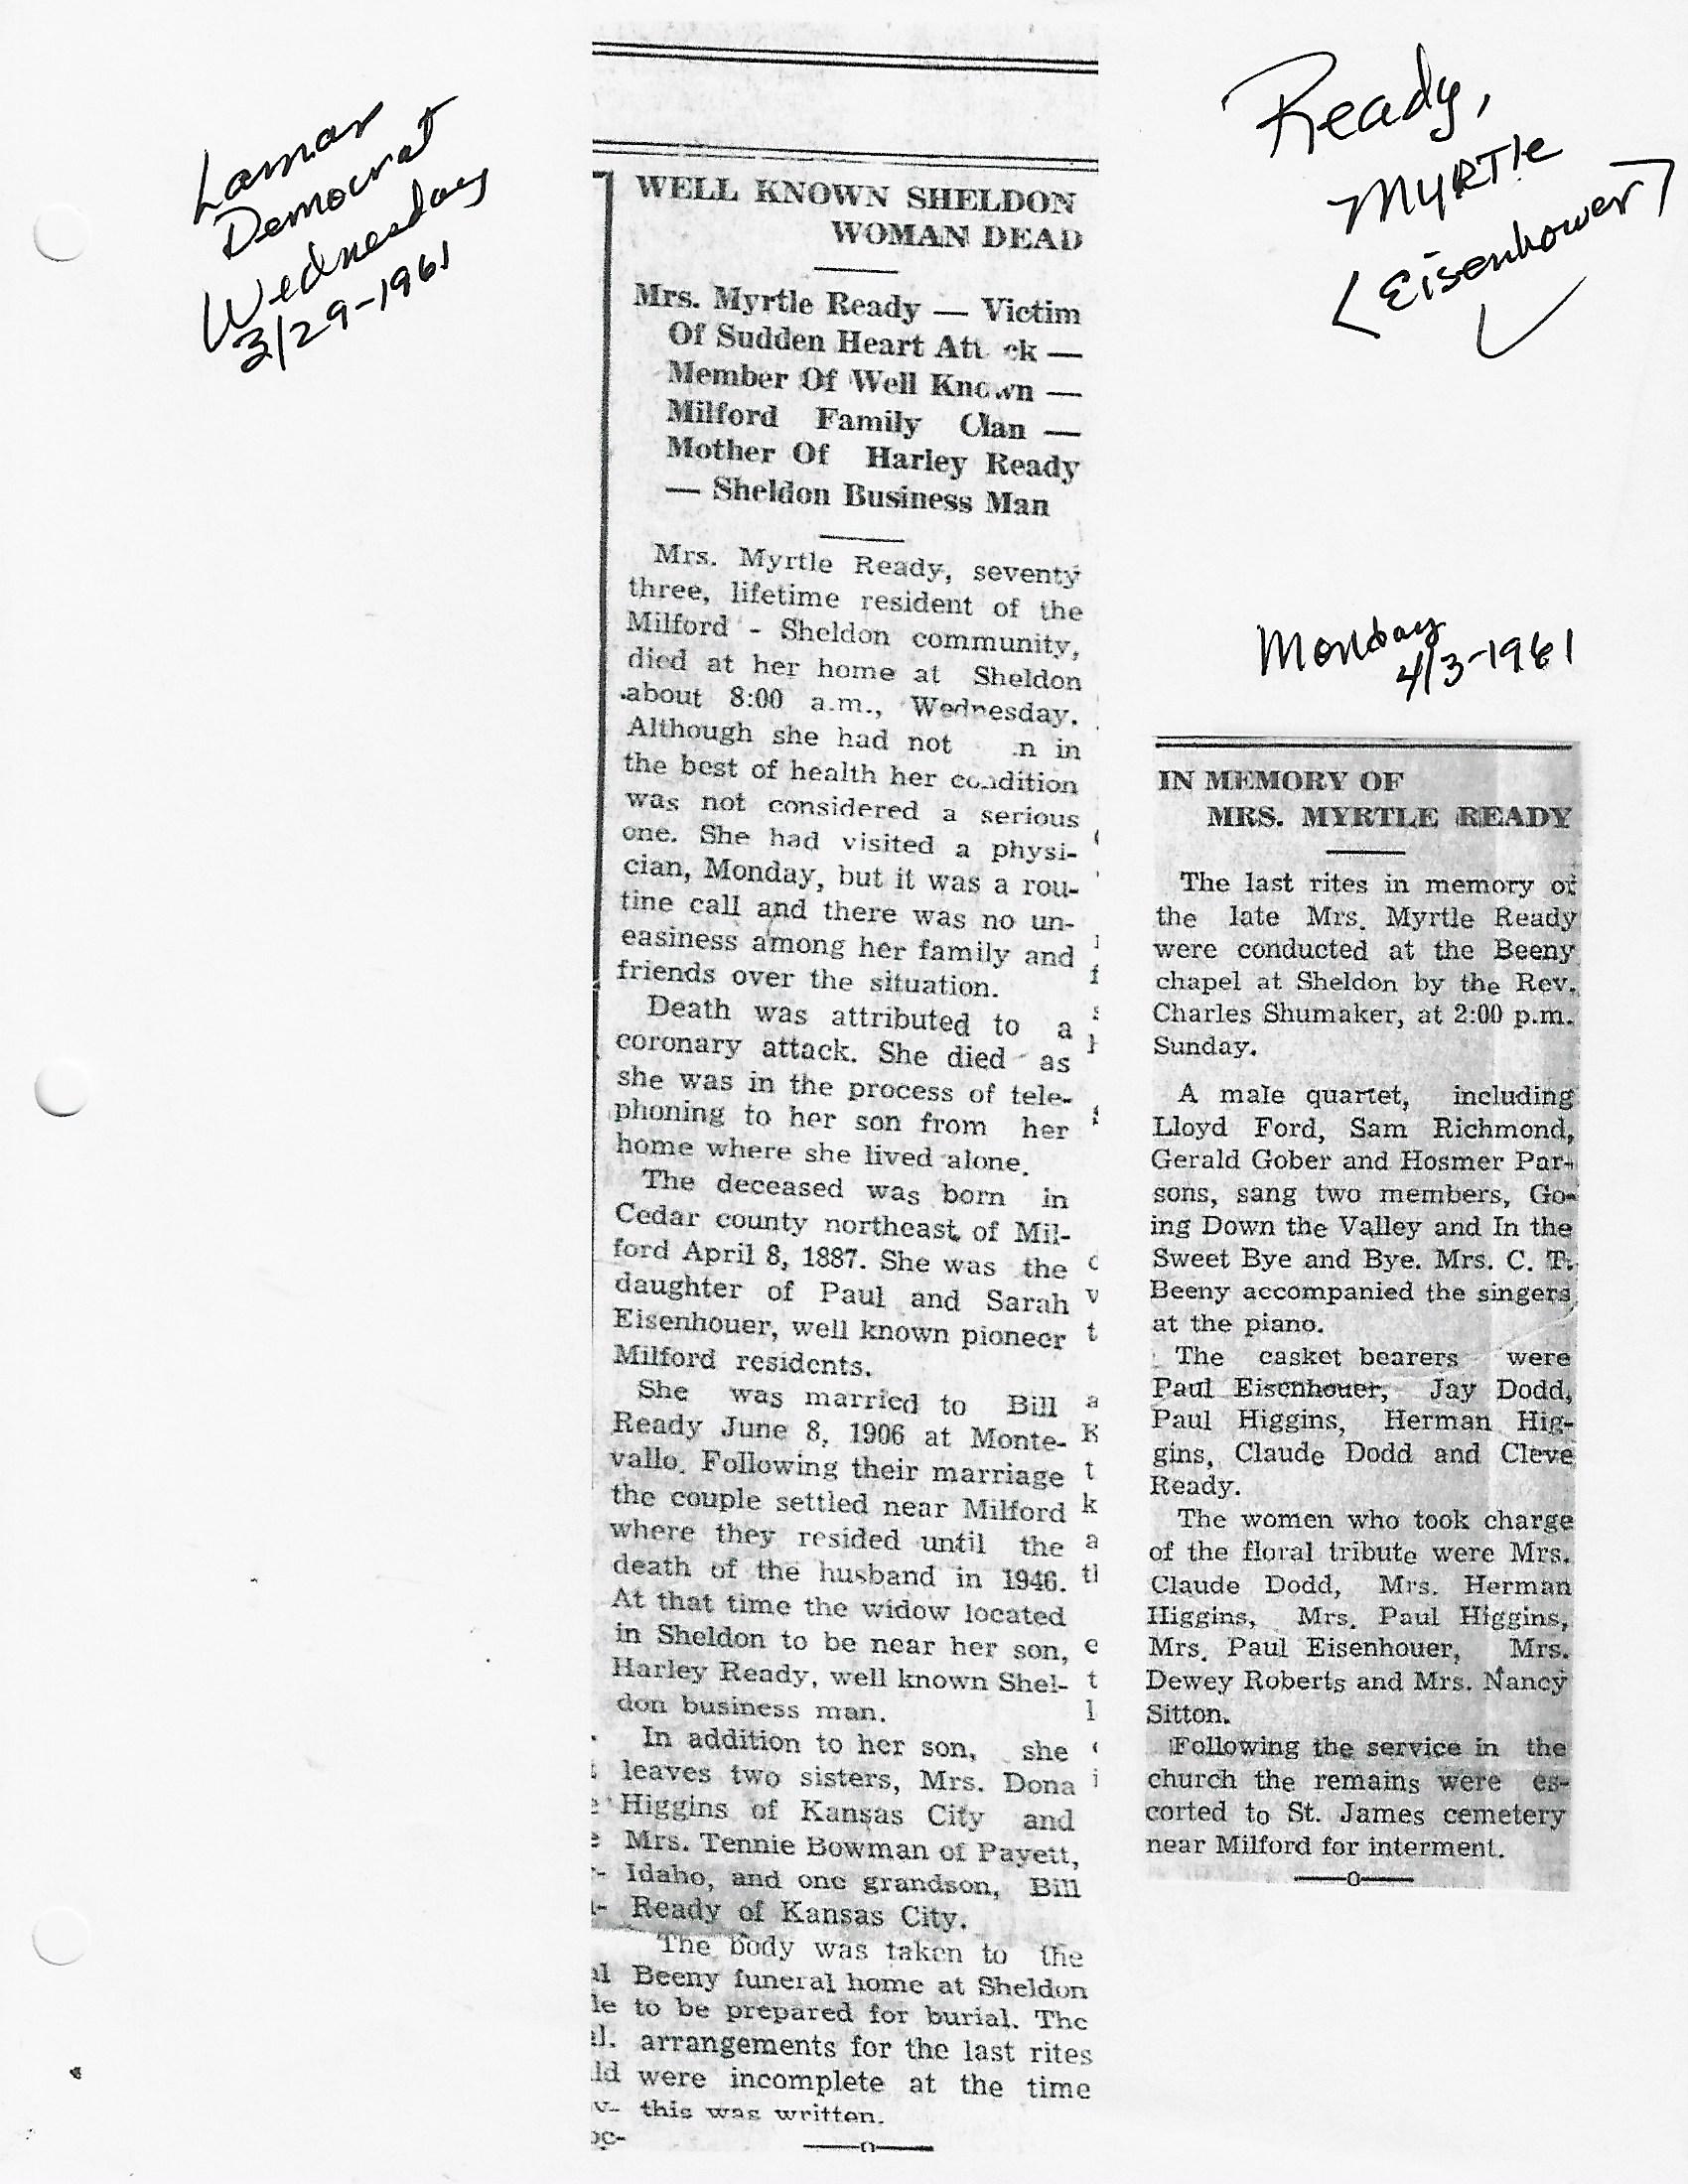 Lamar
Democrat
Wednesday
3/29-1961
Ready,
Myrtle
<Eisenhower>
WELL KNOWN SHELDON
WOMAN DEAD
Mrs. Myrtle Ready — Victim
Of Sudden Heart Att ck —
Member Of Well Known —
Milford Family Clan —
Mother Of Harley Ready
— Sheldon Business Man
Mrs. Myrtle Ready, seventy
three, lifetime resident of the
Milford - Sheldon community,
died at her home at Sheldon
about 8:00 a.m., Wednesday.
Although she had not n in
the best of health her condition
was not considered a serious
one. She had visited a physi-
cian, Monday, but it was a rou-
tine call and there was no un-
easiness among her family and
friends over the situation.
Death was attributed to a
coronary attack. She died as
she was in the process of tele-
phoning to her son from her
home where she lived alone.
The deceased was born in
Cedar county northeast of Mil-
ford April 8, 1887. She was the
daughter of Paul and Sarah
Eisenhouer, well known pioneer
Milford residents.
She was married to Bill
Ready June 8, 1906 at Monte-
vallo. Following their marriage
the couple settled near Milford
where they resided until the
death of the husband in 1946.
At that time the widow located
in Sheldon to be near her son,
Harley Ready, well known Shel-
don business man.
In addition to her son, she
leaves two sisters, Mrs. Dona
Higgins of Kansas City and
Mrs. Tennie Bowman of Payett,
Idaho, and one grandson, Bill
Ready of Kansas City.
The body was taken to the
Beeny funeral home at Sheldon
to be prepared for burial. The
arrangements for the last rites
were incomplete at the time
this was written.
—o—
Monday
4/3-1961
IN MEMORY OF
MRS. MYRTLE READY
The last rites in memory of
the late Mrs. Myrtle Ready
were conducted at the Beeny
chapel at Sheldon by the Rev.
Charles Shumaker, at 2:00 p.m.
Sunday.
A male quartet, including
Lloyd Ford, Sam Richmond,
Gerald Gober and Hosmer Par-
sons, sang two members, Go-
ing Down the Valley and In the
Sweet Bye and Bye. Mrs. C. T.
Beeny accompanied the singers
at the piano.
The casket bearers were
Paul Eisenhouer, Jay Dodd,
Paul Higgins, Herman Hig-
gins, Claude Dodd and Cleve
Ready.
The women who took charge
of the floral tribute were Mrs.
Claude Dodd, Mrs. Herman
Higgins, Mrs. Paul Higgins,
Mrs. Paul Eisenhouer, Mrs.
Dewey Roberts and Mrs. Nancy
Sitton.
Following the service in the
church the remains were es-
corted to St. James cemetery
near Milford for interment.
—o—